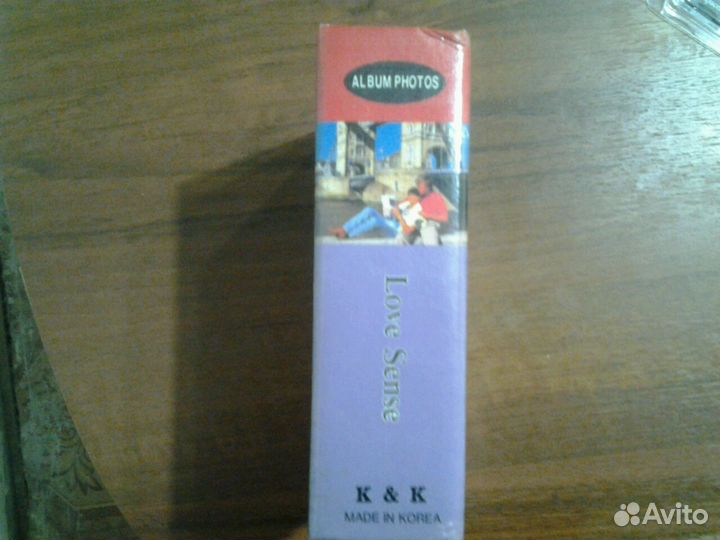 ALBUM PHOTOS
Love Sense
K & K
MADE IN KOREA
Avito